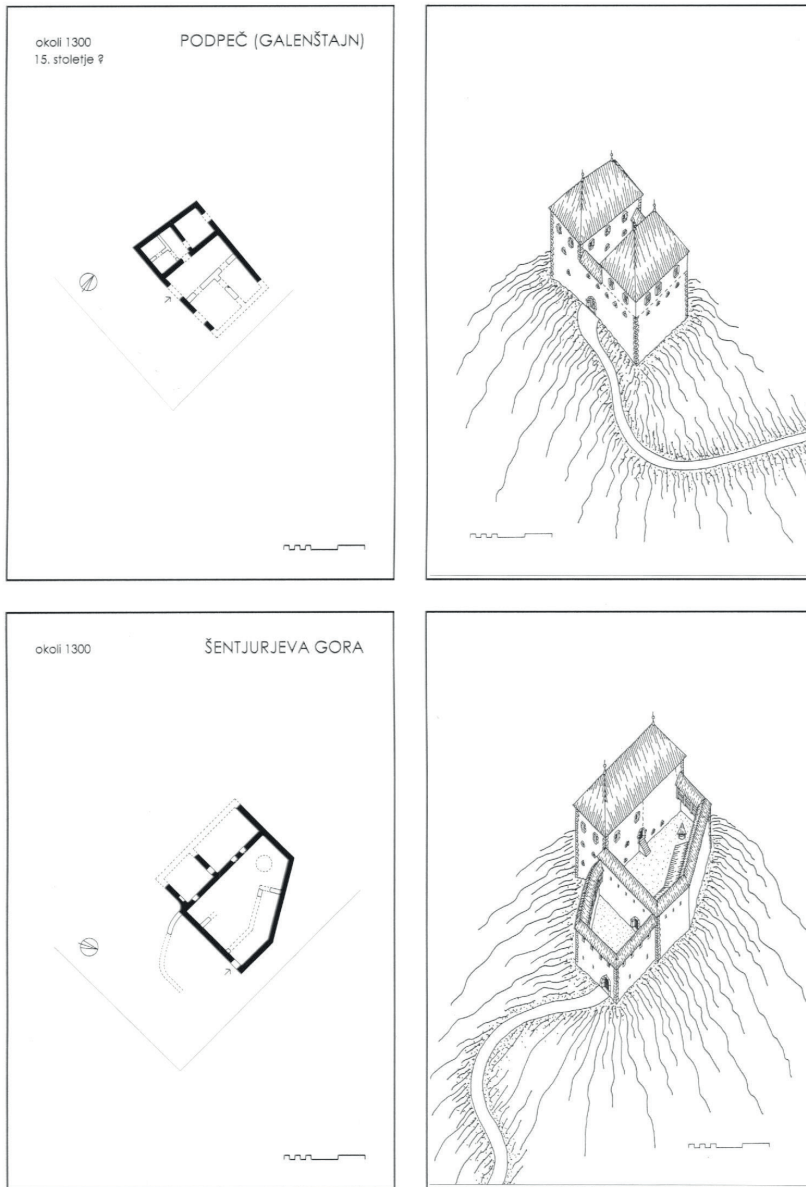 okoli 1300
15. stoletje ?
PODPEČ (GALENŠTAJN)
okoli 1300
ŠENTJURJEVA GORA